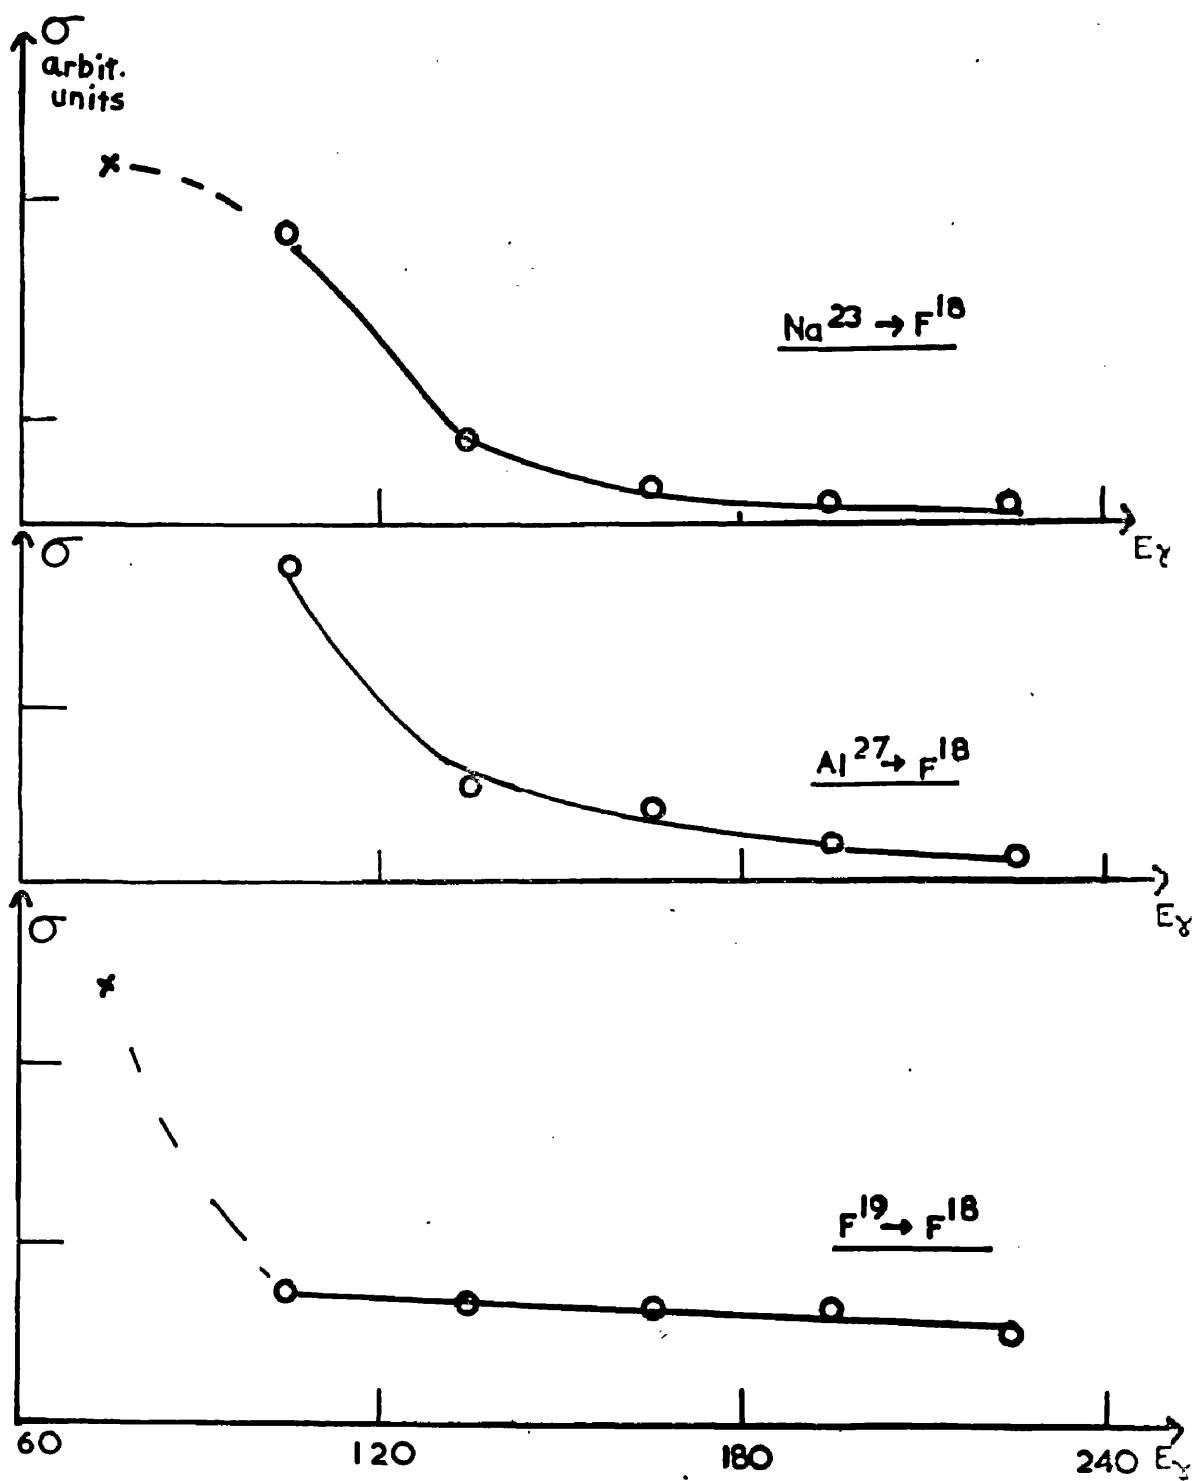 σ
arbit.
units
Na²³ → F¹⁸
Eγ
σ
Al²⁷ → F¹⁸
Eγ
σ
F¹⁹ → F¹⁸
60 120 180 240 Eγ